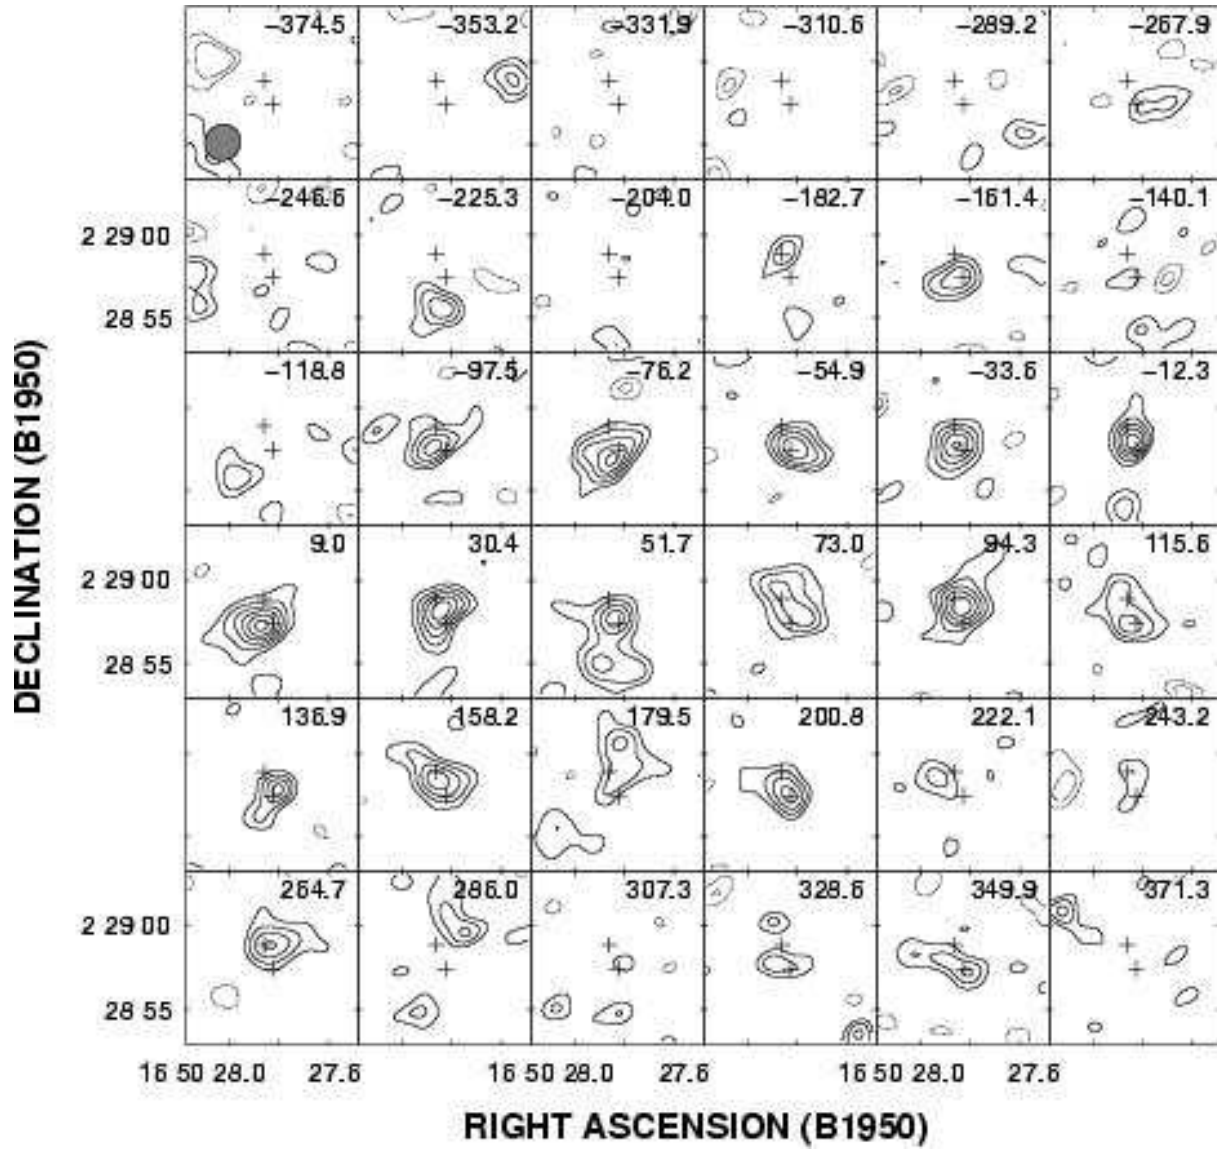 −374.5 −353.2 −331.9 −310.6 −289.2 −267.9
−246.6 −225.3 −204.0 −182.7 −161.4 −140.1
2 29 00
28 55
−118.8 −97.5 −76.2 −54.9 −33.6 −12.3
9.0 30.4 51.7 73.0 94.3 115.6
2 29 00
28 55
136.9 158.2 179.5 200.8 222.1 243.2
264.7 286.0 307.3 328.6 349.9 371.3
2 29 00
28 55
16 50 28.0 27.6 16 50 28.0 27.6 16 50 28.0 27.6
RIGHT ASCENSION (B1950)
DECLINATION (B1950)